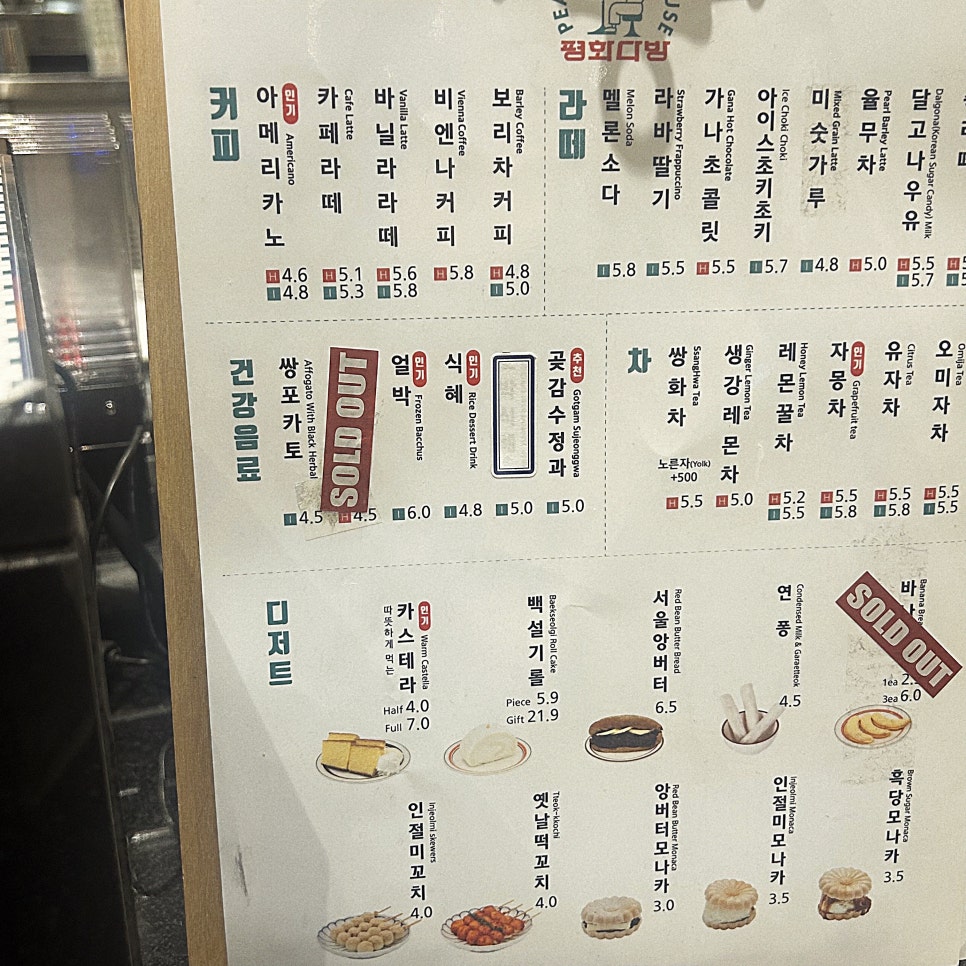 PEA
USE
평화다방
커피
아메리카노
인기
Americano
H 4.6
I 4.8
카페라떼
Cafe Latte
H 5.1
I 5.3
바닐라라떼
Vanilla Latte
H 5.6
I 5.8
비엔나커피
Vienna Coffee
H 5.8
보리차커피
Barley Coffee
H 4.8
I 5.0
라떼
멜론소다
Melon Soda
I 5.8
라바딸기
Strawberry Frappuccino
I 5.5
가나초콜릿
Gana Hot Chocolate
H 5.5
아이스초키초키
Ice Choki Choki
I 5.7
미숫가루
Mixed Grain Latte
I 4.8
율무차
Pearl Barley Latte
H 5.0
달고나우유
Dalgona(Korean Sugar Candy) Milk
H 5.5
I 5.7
건강음료
쌍포카토
Affogato With Black Herbal
I 4.5
SOLD OUT
H 4.5
얼박
인기
Frozen Bacchus
I 6.0
식혜
인기
Rice Dessert Drink
I 4.8
I 5.0
곶감수정과
추천
Gotgam Sujeonggwa
I 5.0
차
쌍화차
SsangHwa Tea
노른자(Yolk)
+500
H 5.5
생강레몬차
Ginger Lemon Tea
H 5.0
레몬꿀차
Honey Lemon Tea
H 5.2
I 5.5
자몽차
인기
Grapefruit tea
H 5.5
I 5.8
유자차
Citrus Tea
H 5.5
I 5.8
오미자차
Omija Tea
H 5.5
I 5.5
디저트
따뜻하게 먹는
카스테라
인기
Warm Castella
Half 4.0
Full 7.0
백설기롤
Baekseolgi Roll Cake
Piece 5.9
Gift 21.9
서울앙버터
Red Bean Butter Bread
6.5
연퐁
Condensed Milk & Garaetteok
4.5
바
Banana Brea
SOLD OUT
1ea 2.
3ea 6.0
인절미꼬치
Injeolmi skewers
4.0
옛날떡꼬치
Tteok-kkochi
4.0
앙버터모나카
Red Bean Butter Monaca
3.0
인절미모나카
Injeolmi Monaca
3.5
흑당모나카
Brown Sugar Monaca
3.5